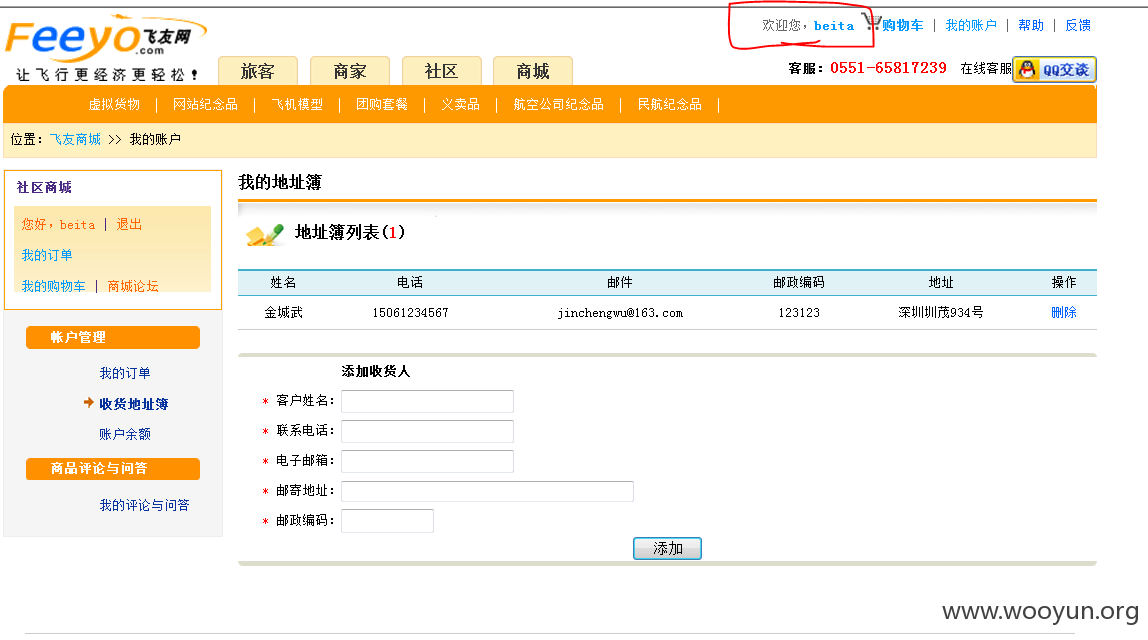 欢迎您，beita 购物车 | 我的账户 | 帮助 | 反馈
Feeyo.com 飞友网
让飞行更经济更轻松！
旅客 商家 社区 商城
客服：0551-65817239 在线客服 QQ交谈
虚拟货物 | 网站纪念品 | 飞机模型 | 团购套餐 | 义卖品 | 航空公司纪念品 | 民航纪念品 |
位置：飞友商城 >> 我的账户
社区商城
您好，beita | 退出
我的订单
我的购物车 | 商城论坛
帐户管理
我的订单
收货地址簿
账户余额
商品评论与问答
我的评论与问答
我的地址簿
地址簿列表(1)
姓名 电话 邮件 邮政编码 地址 操作
金城武 15061234567 jinchengwu@163.com 123123 深圳圳茂934号 删除
添加收货人
* 客户姓名：
* 联系电话：
* 电子邮箱：
* 邮寄地址：
* 邮政编码：
添加
www.wooyun.org